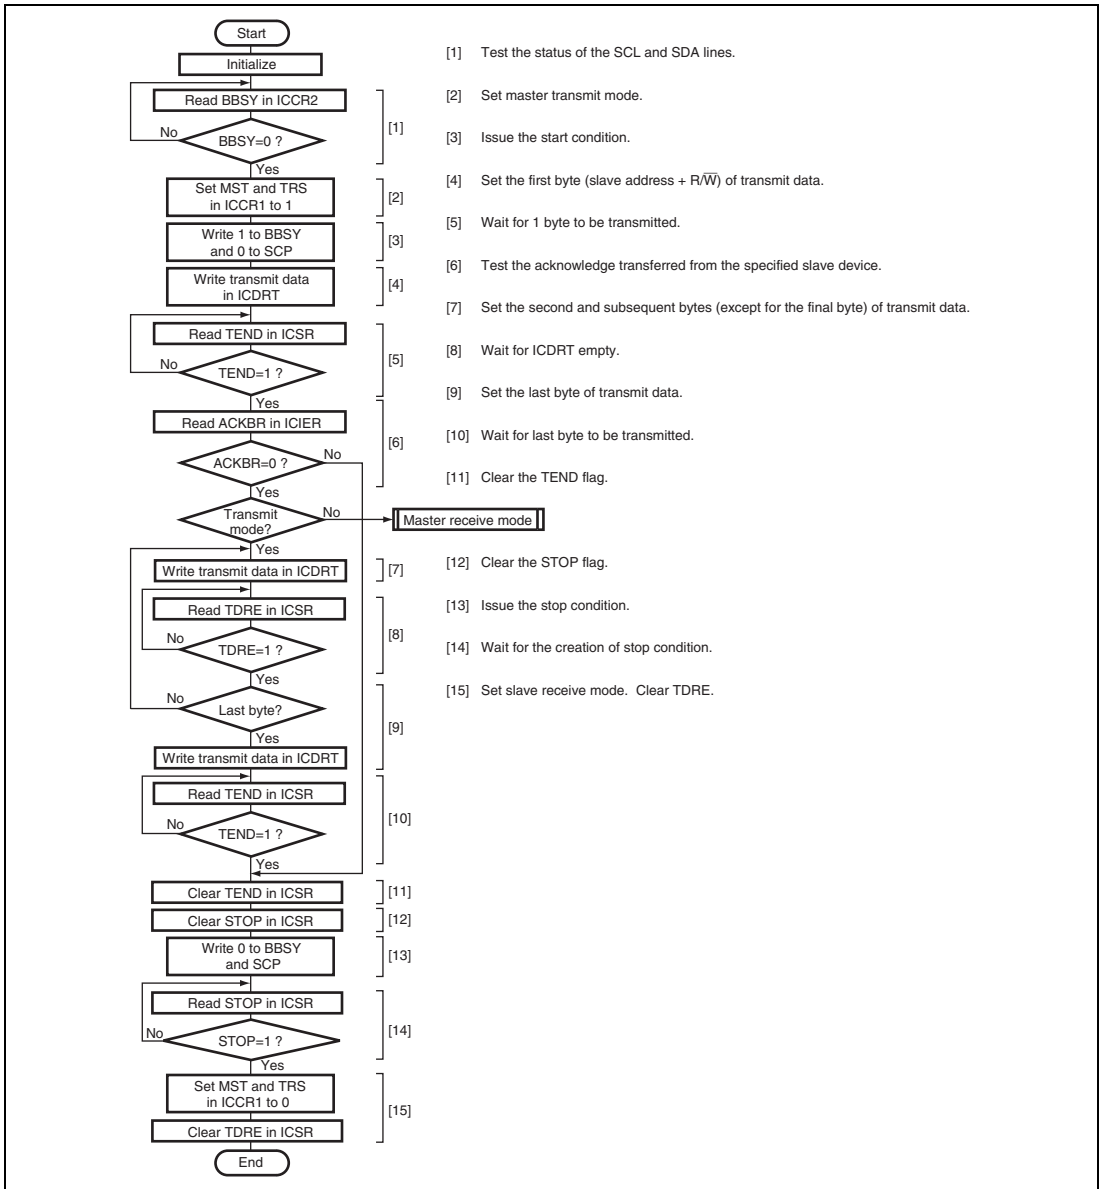 Start
Initialize
Read BBSY in ICCR2
No
BBSY=0 ?
[1]
Yes
Set MST and TRS
in ICCR1 to 1
[2]
Write 1 to BBSY
and 0 to SCP
[3]
Write transmit data
in ICDRT
[4]
Read TEND in ICSR
No
TEND=1 ?
[5]
Yes
Read ACKBR in ICIER
[6]
ACKBR=0 ?
No
Yes
Transmit
mode?
No
Master receive mode
Yes
Write transmit data in ICDRT
[7]
Read TDRE in ICSR
No
TDRE=1 ?
[8]
Yes
No
Last byte?
[9]
Yes
Write transmit data in ICDRT
Read TEND in ICSR
No
TEND=1 ?
[10]
Yes
Clear TEND in ICSR
[11]
Clear STOP in ICSR
[12]
Write 0 to BBSY
and SCP
[13]
Read STOP in ICSR
No
STOP=1 ?
[14]
Yes
Set MST and TRS
in ICCR1 to 0
[15]
Clear TDRE in ICSR
End
[1] Test the status of the SCL and SDA lines.
[2] Set master transmit mode.
[3] Issue the start condition.
[4] Set the first byte (slave address + R/W̅) of transmit data.
[5] Wait for 1 byte to be transmitted.
[6] Test the acknowledge transferred from the specified slave device.
[7] Set the second and subsequent bytes (except for the final byte) of transmit data.
[8] Wait for ICDRT empty.
[9] Set the last byte of transmit data.
[10] Wait for last byte to be transmitted.
[11] Clear the TEND flag.
[12] Clear the STOP flag.
[13] Issue the stop condition.
[14] Wait for the creation of stop condition.
[15] Set slave receive mode. Clear TDRE.